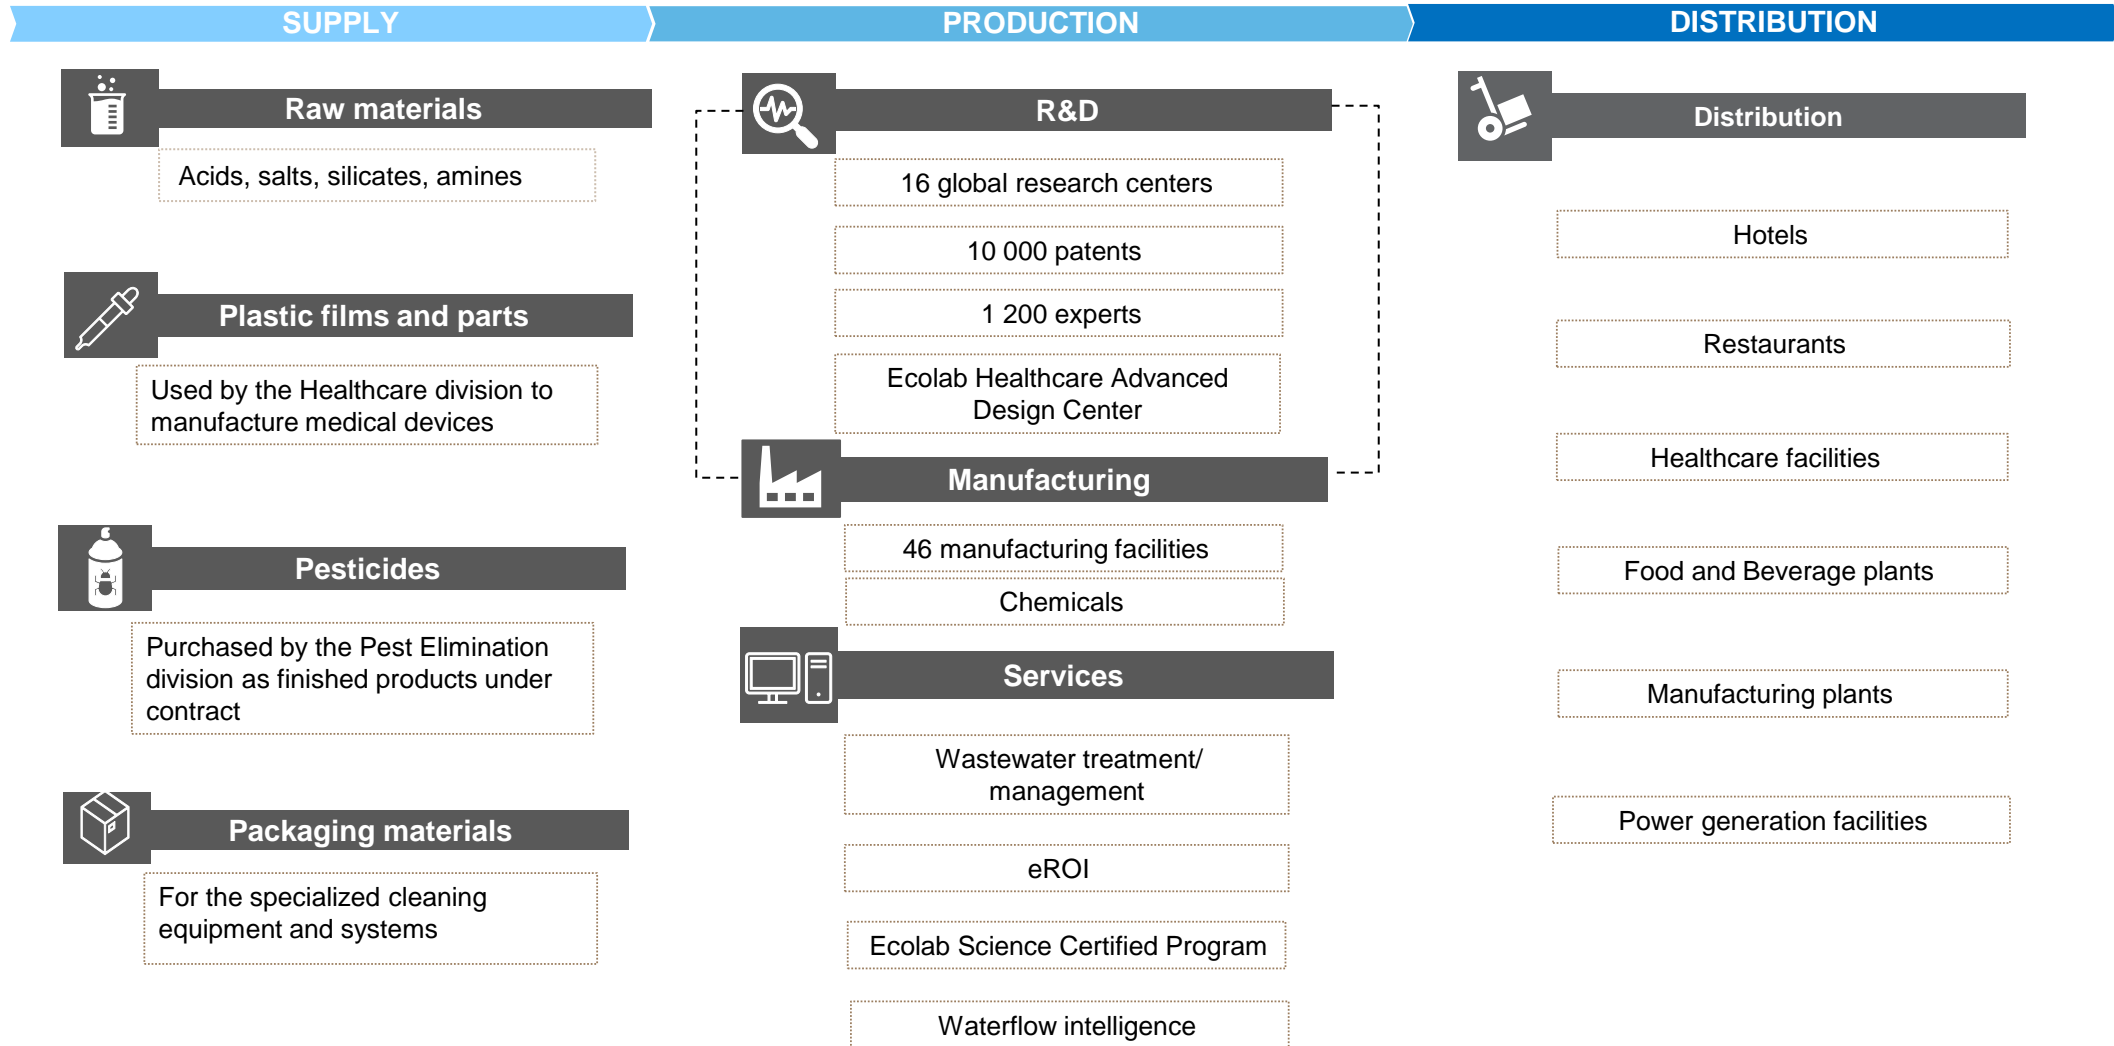 SUPPLY
PRODUCTION
DISTRIBUTION
Raw materials
Acids, salts, silicates, amines
Plastic films and parts
Used by the Healthcare division to
manufacture medical devices
Pesticides
Purchased by the Pest Elimination
division as finished products under
contract
Packaging materials
For the specialized cleaning
equipment and systems
R&D
16 global research centers
10 000 patents
1 200 experts
Ecolab Healthcare Advanced
Design Center
Manufacturing
46 manufacturing facilities
Chemicals
Services
Wastewater treatment/
management
eROI
Ecolab Science Certified Program
Waterflow intelligence
Distribution
Hotels
Restaurants
Healthcare facilities
Food and Beverage plants
Manufacturing plants
Power generation facilities